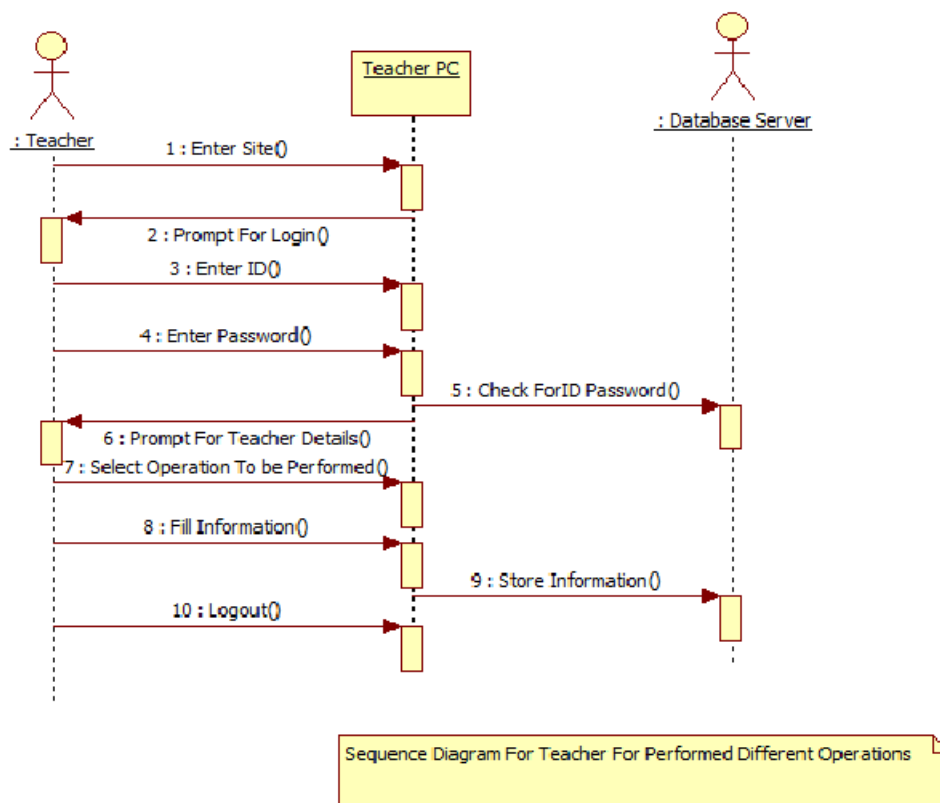 Teacher PC
: Database Server
: Teacher
1 : Enter Site()
2 : Prompt For Login()
3 : Enter ID()
4 : Enter Password()
5 : Check ForID Password()
6 : Prompt For Teacher Details()
7 : Select Operation To be Performed()
8 : Fill Information()
9 : Store Information()
10 : Logout()
Sequence Diagram For Teacher For Performed Different Operations